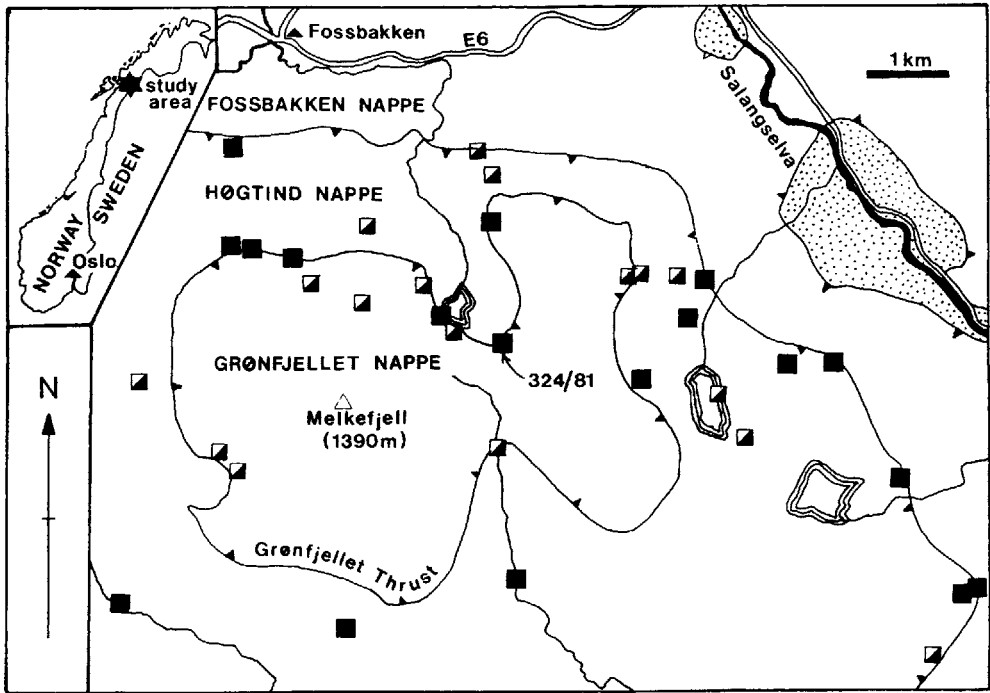 Fossbakken
E6
1km
study
area
FOSSBAKKEN NAPPE
Salangselva
NORWAY
SWEDEN
Oslo
HØGTIND NAPPE
GRØNFJELLET NAPPE
324/81
Melkefjell
(1390m)
N
Grønfjellet Thrust